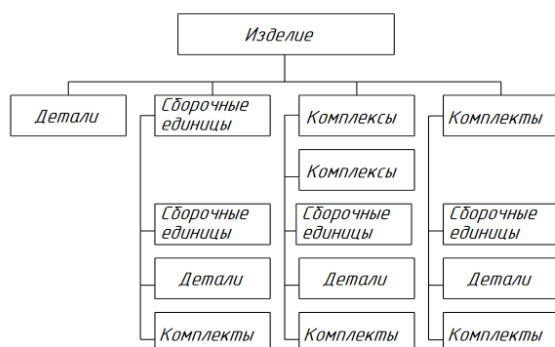 Изделие
Детали
Сборочные
единицы
Комплексы
Комплекты
Комплексы
Сборочные
единицы
Сборочные
единицы
Сборочные
единицы
Детали
Детали
Детали
Комплекты
Комплекты
Комплекты